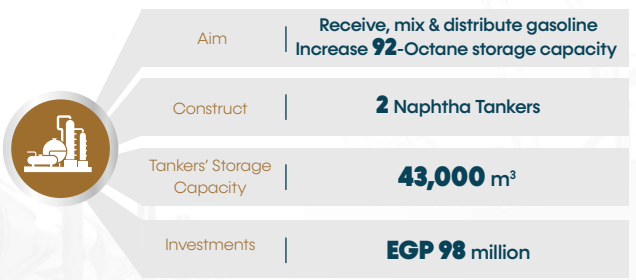 Aim
Receive, mix & distribute gasoline
Increase 92-Octane storage capacity
Construct
2 Naphtha Tankers
Tankers' Storage
Capacity
43,000 m³
Investments
EGP 98 million